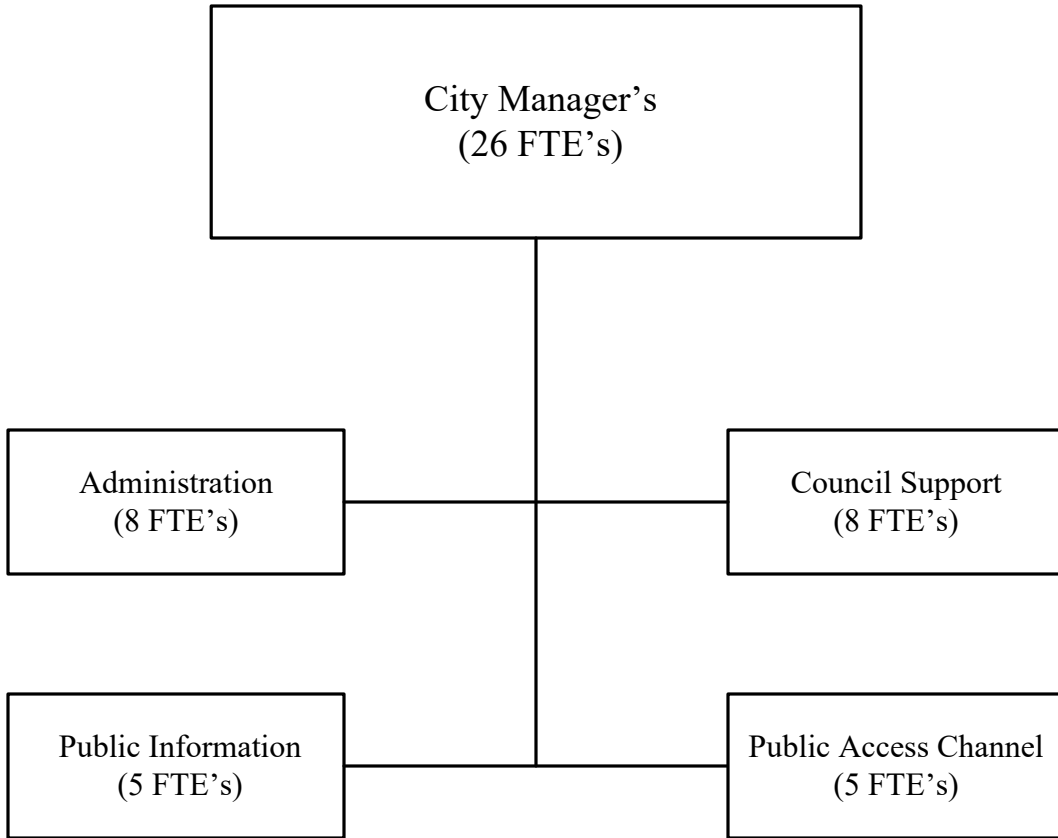 City Manager’s
(26 FTE’s)
Administration
(8 FTE’s)
Council Support
(8 FTE’s)
Public Information
(5 FTE’s)
Public Access Channel
(5 FTE’s)